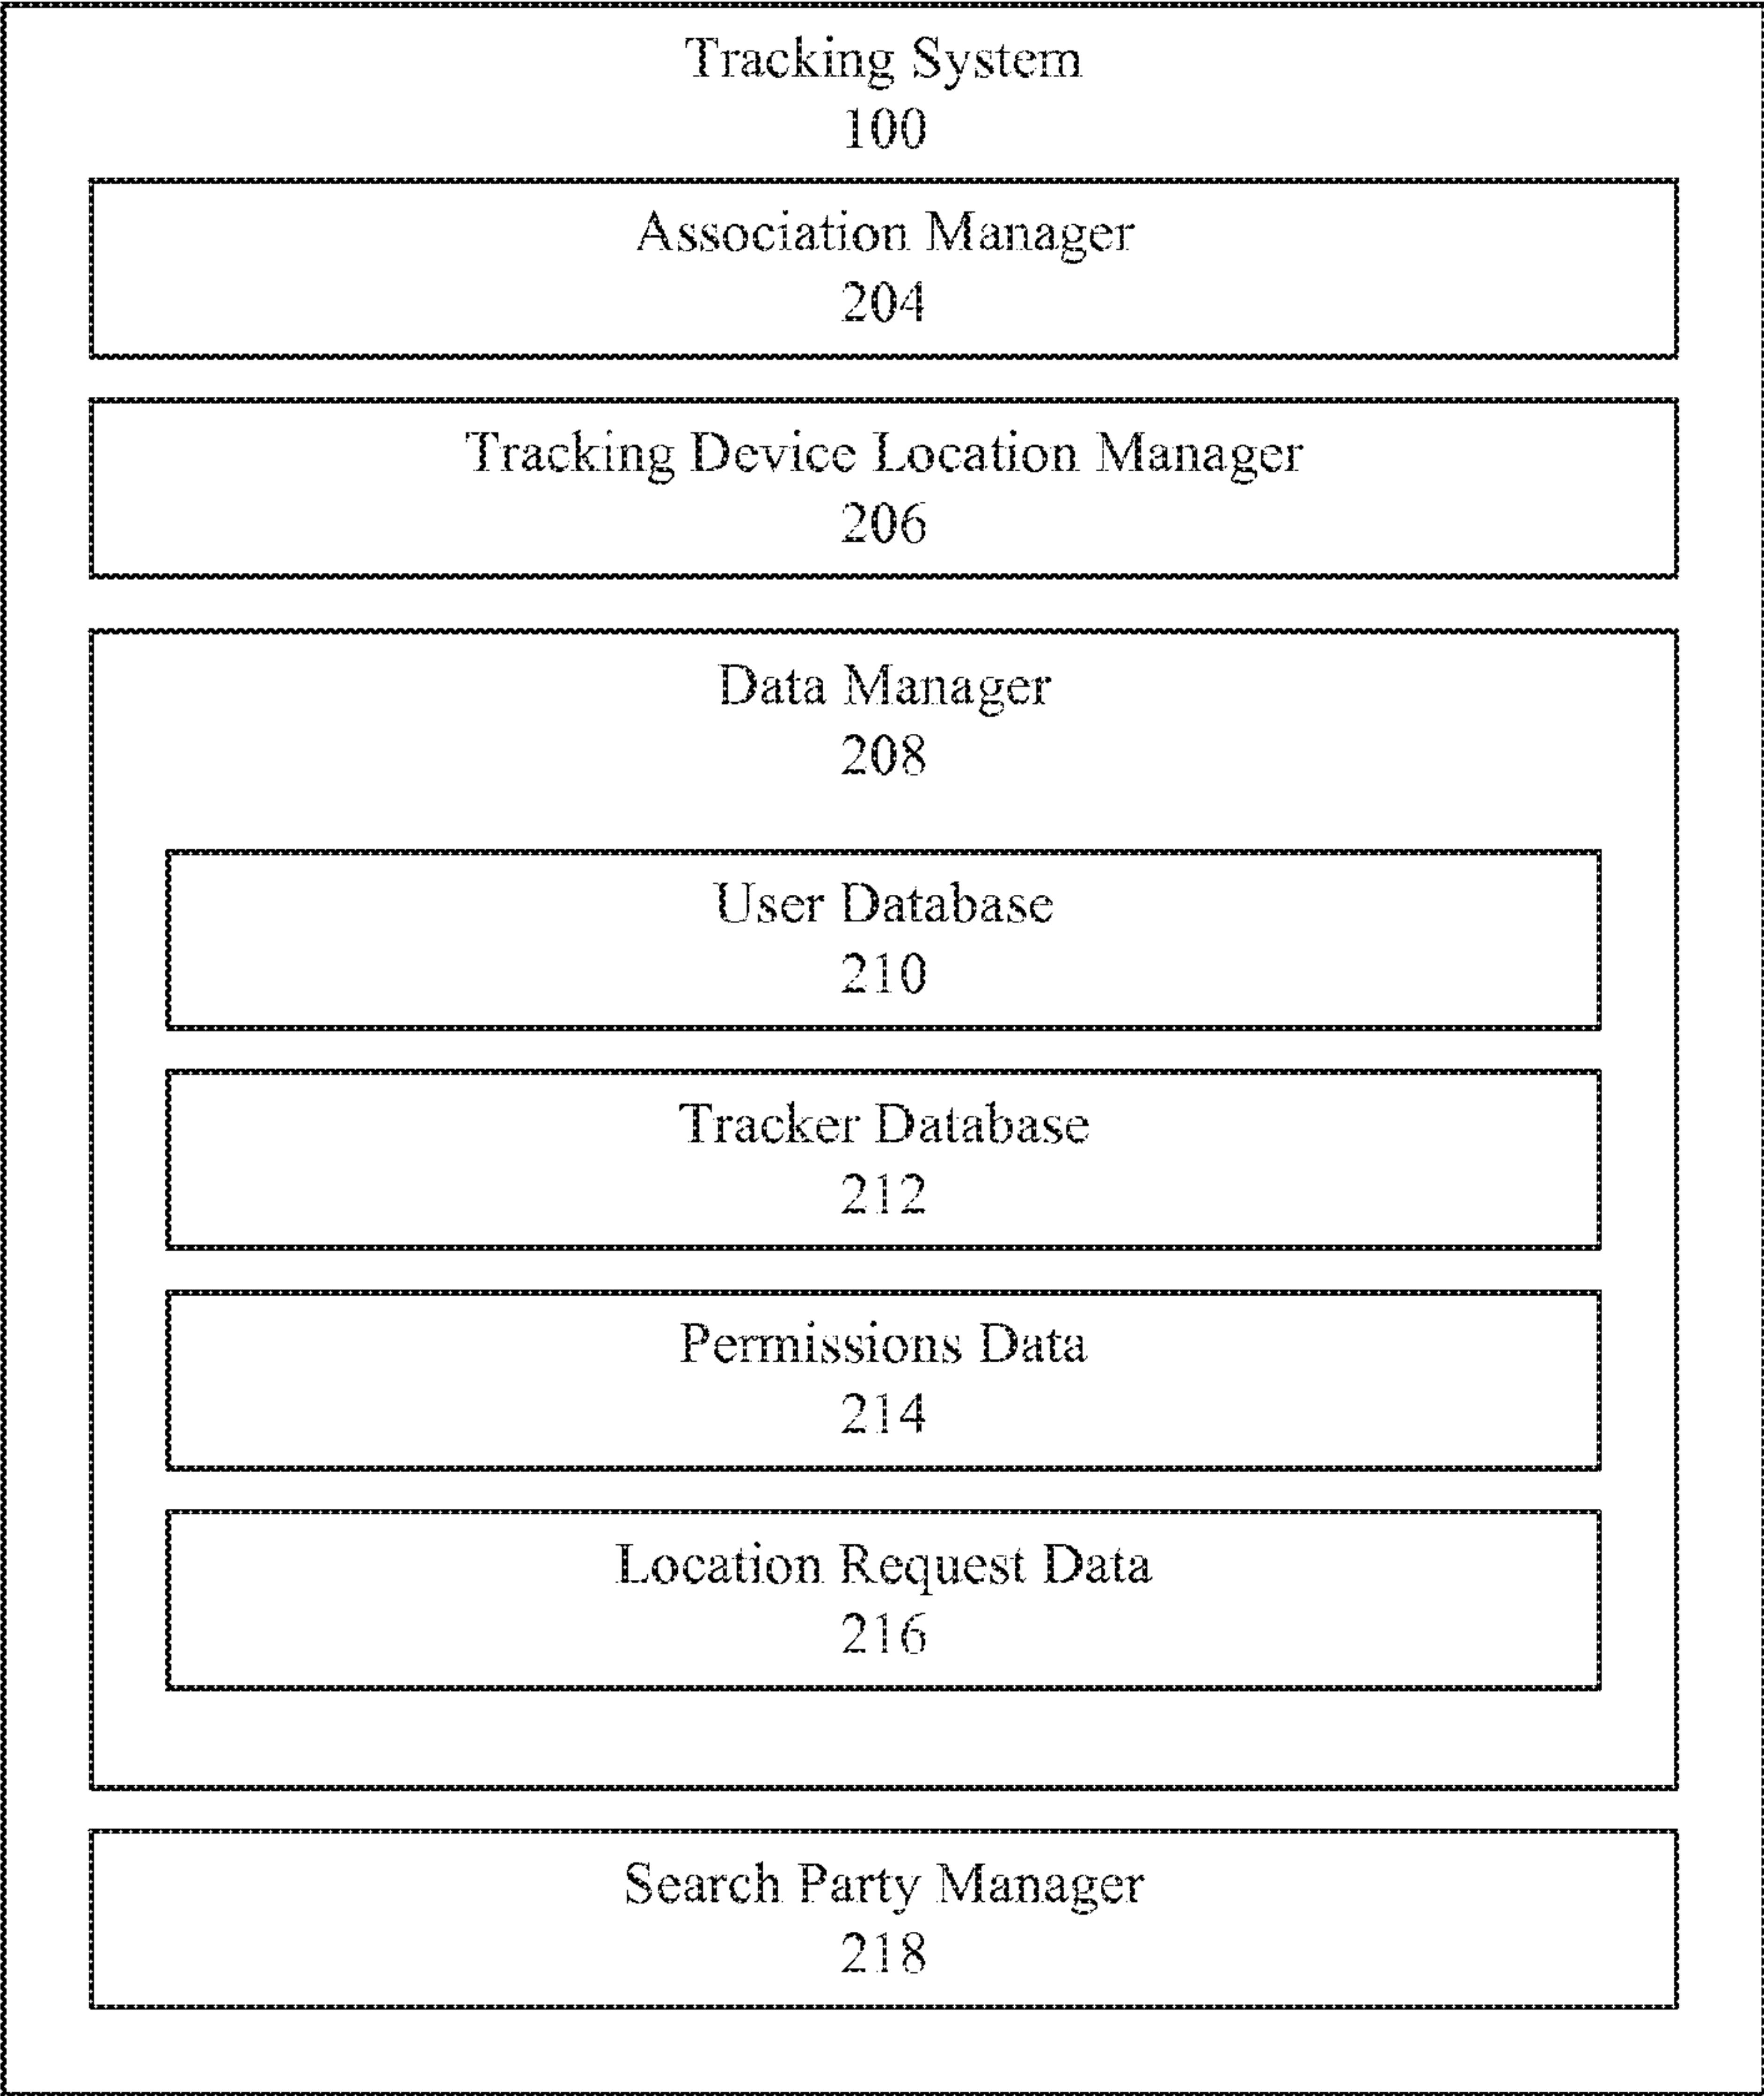 Tracking System
100
Association Manager
204
Tracking Device Location Manager
206
Data Manager
208
User Database
210
Tracker Database
212
Permissions Data
214
Location Request Data
216
Search Party Manager
218